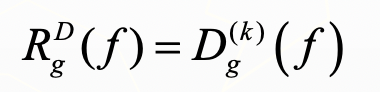 $R_g^D(f) = D_g^{(k)}(f)$